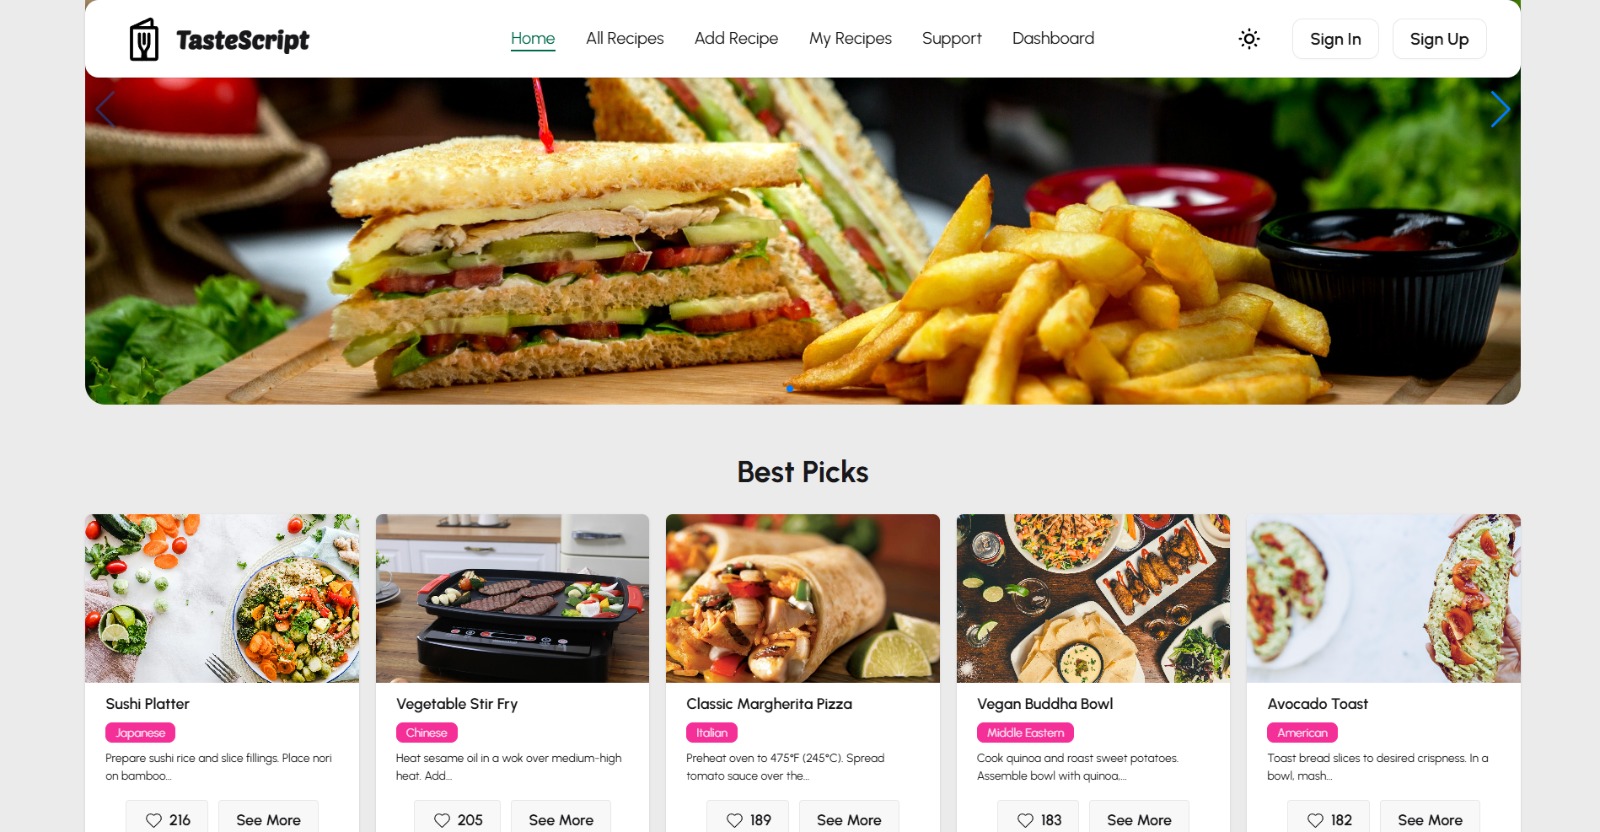 TasteScript
Home All Recipes Add Recipe My Recipes Support Dashboard
Sign In Sign Up
Best Picks
Sushi Platter
Japanese
Prepare sushi rice and slice fillings. Place nori
on bamboo...
216 See More
Vegetable Stir Fry
Chinese
Heat sesame oil in a wok over medium-high
heat. Add...
205 See More
Classic Margherita Pizza
Italian
Preheat oven to 475°F (245°C). Spread
tomato sauce over the...
189 See More
Vegan Buddha Bowl
Middle Eastern
Cook quinoa and roast sweet potatoes.
Assemble bowl with quinoa,...
183 See More
Avocado Toast
American
Toast bread slices to desired crispness. In a
bowl, mash...
182 See More